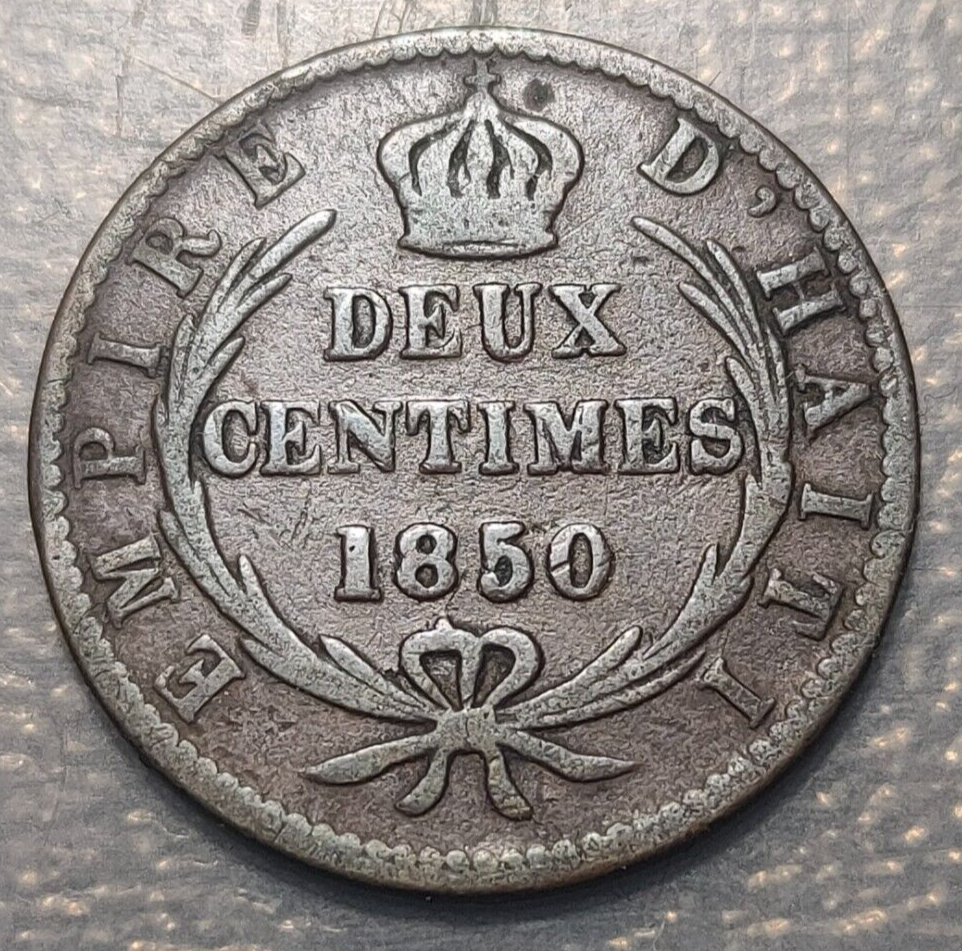 EMPIRE D'HAITI
DEUX
CENTIMES
1850